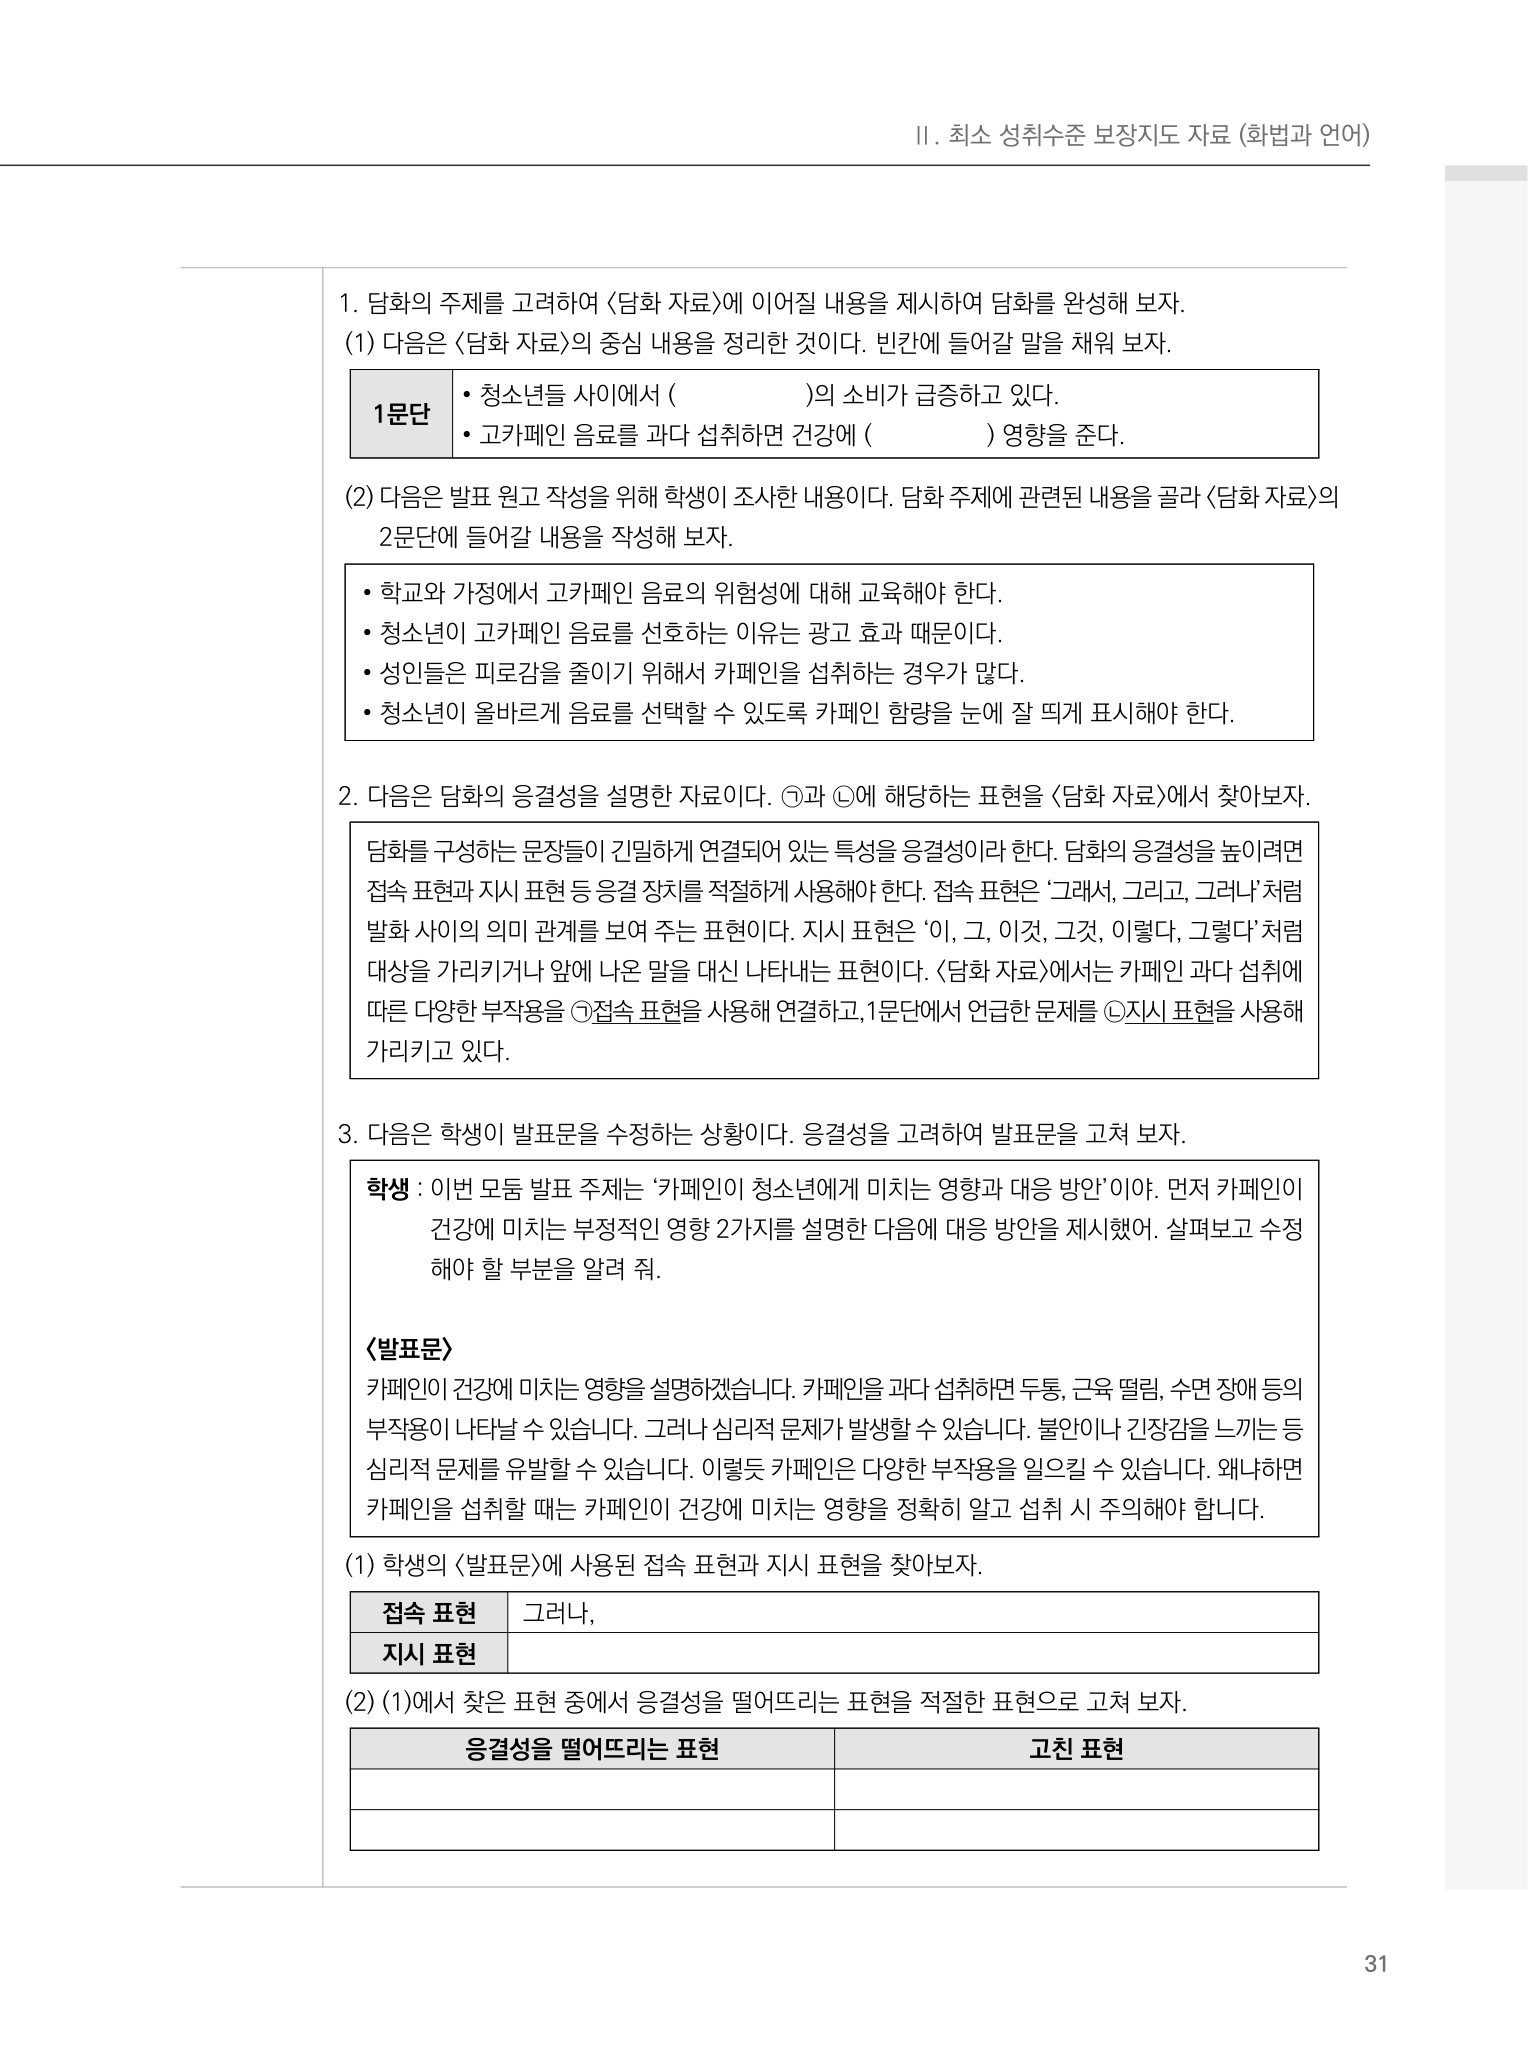 Ⅱ. 최소 성취수준 보장지도 자료 (화법과 언어)
1. 담화의 주제를 고려하여 〈담화 자료〉에 이어질 내용을 제시하여 담화를 완성해 보자.
(1) 다음은 〈담화 자료〉의 중심 내용을 정리한 것이다. 빈칸에 들어갈 말을 채워 보자.
1문단
• 청소년들 사이에서 (          )의 소비가 급증하고 있다.
• 고카페인 음료를 과다 섭취하면 건강에 (          ) 영향을 준다.
(2) 다음은 발표 원고 작성을 위해 학생이 조사한 내용이다. 담화 주제에 관련된 내용을 골라 〈담화 자료〉의
2문단에 들어갈 내용을 작성해 보자.
• 학교와 가정에서 고카페인 음료의 위험성에 대해 교육해야 한다.
• 청소년이 고카페인 음료를 선호하는 이유는 광고 효과 때문이다.
• 성인들은 피로감을 줄이기 위해서 카페인을 섭취하는 경우가 많다.
• 청소년이 올바르게 음료를 선택할 수 있도록 카페인 함량을 눈에 잘 띄게 표시해야 한다.
2. 다음은 담화의 응결성을 설명한 자료이다. ㉠과 ㉡에 해당하는 표현을 〈담화 자료〉에서 찾아보자.
담화를 구성하는 문장들이 긴밀하게 연결되어 있는 특성을 응결성이라 한다. 담화의 응결성을 높이려면
접속 표현과 지시 표현 등 응결 장치를 적절하게 사용해야 한다. 접속 표현은 ‘그래서, 그리고, 그러나’처럼
발화 사이의 의미 관계를 보여 주는 표현이다. 지시 표현은 ‘이, 그, 이것, 그것, 이렇다, 그렇다’처럼
대상을 가리키거나 앞에 나온 말을 대신 나타내는 표현이다. 〈담화 자료〉에서는 카페인 과다 섭취에
따른 다양한 부작용을 ㉠접속 표현을 사용해 연결하고,1문단에서 언급한 문제를 ㉡지시 표현을 사용해
가리키고 있다.
3. 다음은 학생이 발표문을 수정하는 상황이다. 응결성을 고려하여 발표문을 고쳐 보자.
학생 : 이번 모둠 발표 주제는 ‘카페인이 청소년에게 미치는 영향과 대응 방안’이야. 먼저 카페인이
건강에 미치는 부정적인 영향 2가지를 설명한 다음에 대응 방안을 제시했어. 살펴보고 수정
해야 할 부분을 알려 줘.
〈발표문〉
카페인이 건강에 미치는 영향을 설명하겠습니다. 카페인을 과다 섭취하면 두통, 근육 떨림, 수면 장애 등의
부작용이 나타날 수 있습니다. 그러나 심리적 문제가 발생할 수 있습니다. 불안이나 긴장감을 느끼는 등
심리적 문제를 유발할 수 있습니다. 이렇듯 카페인은 다양한 부작용을 일으킬 수 있습니다. 왜냐하면
카페인을 섭취할 때는 카페인이 건강에 미치는 영향을 정확히 알고 섭취 시 주의해야 합니다.
(1) 학생의 〈발표문〉에 사용된 접속 표현과 지시 표현을 찾아보자.
접속 표현 그러나,
지시 표현
(2) (1)에서 찾은 표현 중에서 응결성을 떨어뜨리는 표현을 적절한 표현으로 고쳐 보자.
응결성을 떨어뜨리는 표현 고친 표현
31